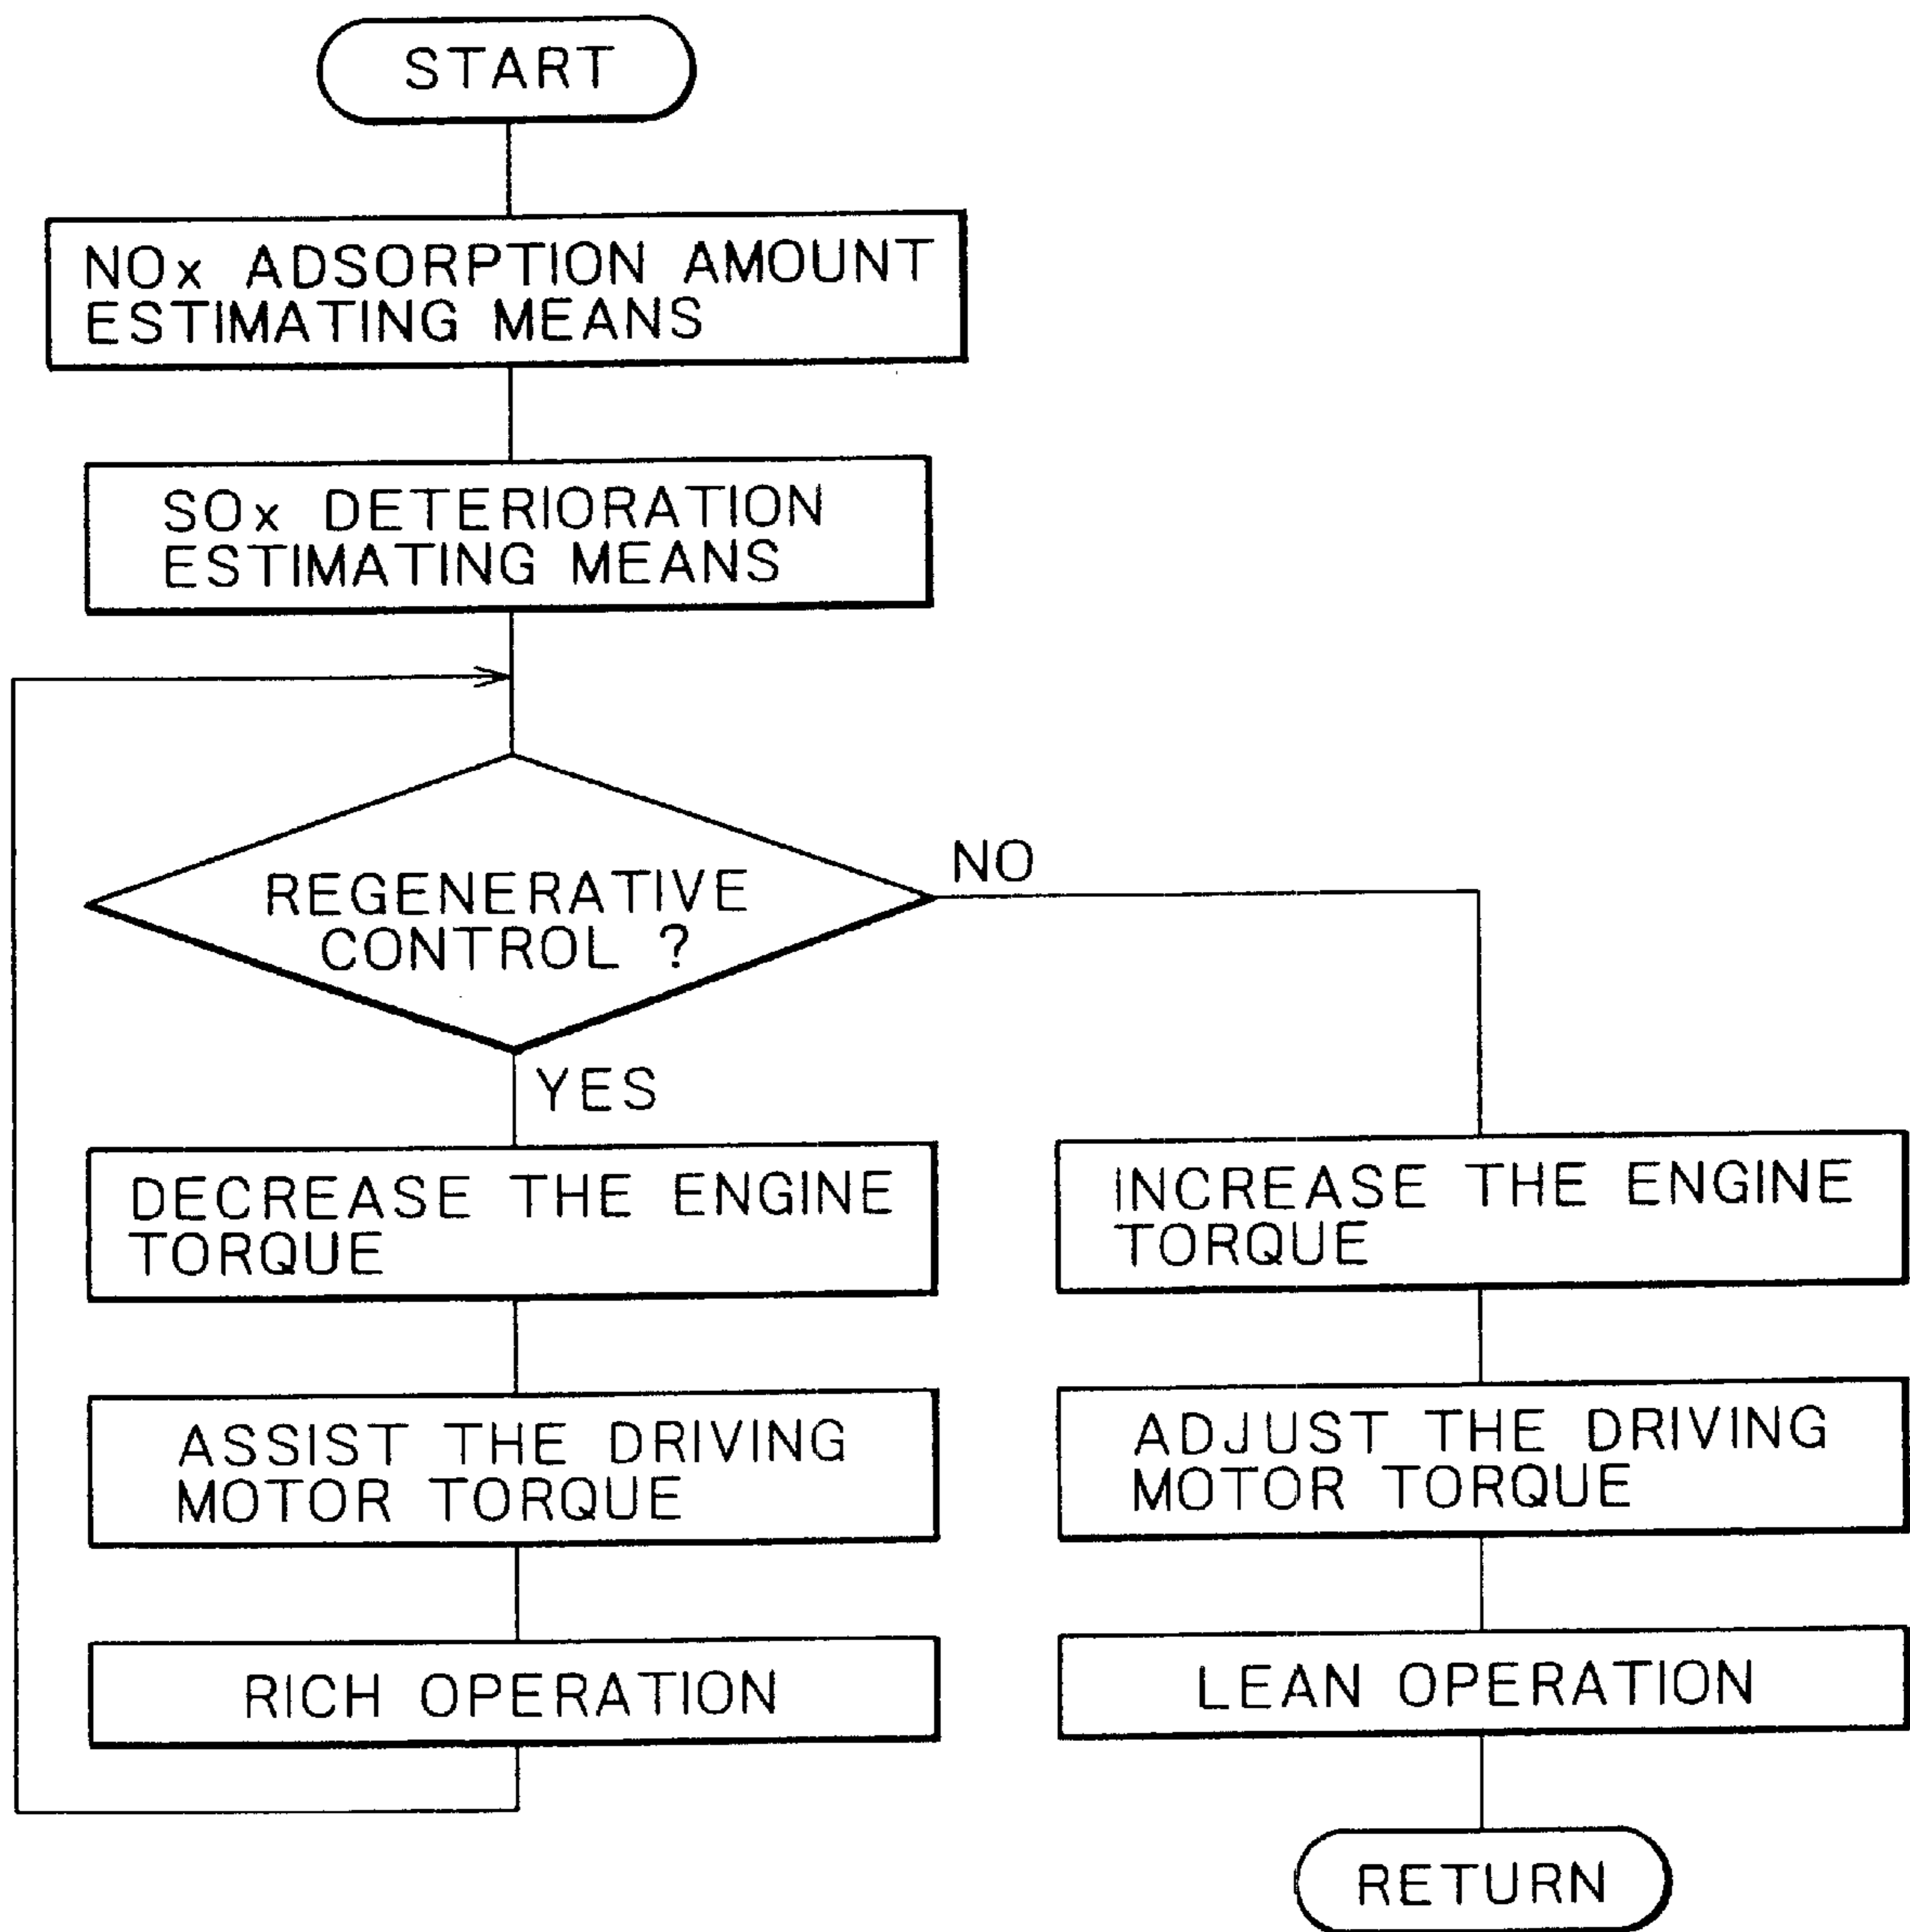 START
NOx ADSORPTION AMOUNT
ESTIMATING MEANS
SOx DETERIORATION
ESTIMATING MEANS
REGENERATIVE
CONTROL ?
NO
YES
DECREASE THE ENGINE
TORQUE
ASSIST THE DRIVING
MOTOR TORQUE
RICH OPERATION
INCREASE THE ENGINE
TORQUE
ADJUST THE DRIVING
MOTOR TORQUE
LEAN OPERATION
RETURN